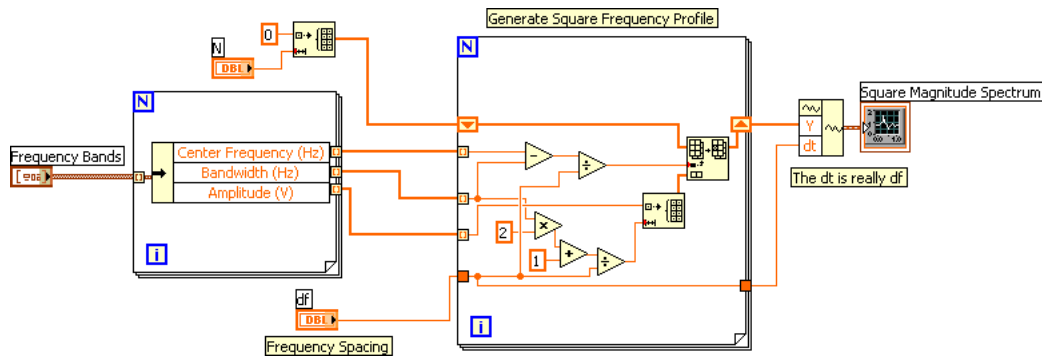 Generate Square Frequency Profile
0
N
DBL
N
N
Square Magnitude Spectrum
Y
dt
Frequency Bands
Center Frequency (Hz)
Bandwidth (Hz)
Amplitude (V)
The dt is really df
2
1
i
df
DBL
i
Frequency Spacing